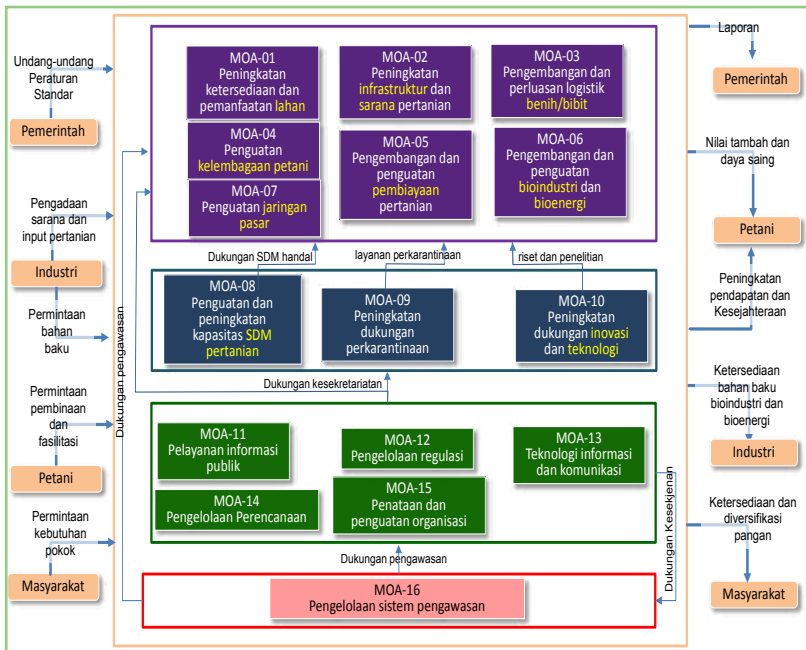 Undang-undang
Peraturan
Standar
Pemerintah
Pengadaan
sarana dan
input pertanian
Industri
Permintaan
bahan
baku
Permintaan
pembinaan
dan
fasilitasi
Petani
Permintaan
kebutuhan
pokok
Masyarakat
MOA-01
Peningkatan
ketersediaan dan
pemanfaatan lahan
MOA-02
Peningkatan
infrastruktur dan
sarana pertanian
MOA-03
Pengembangan dan
perluasan logistik
benih/bibit
MOA-04
Penguatan
kelembagaan petani
MOA-05
Pengembangan dan
penguatan
pembiayaan
pertanian
MOA-06
Pengembangan dan
penguatan
bioindustri dan
bioenergi
MOA-07
Penguatan jaringan
pasar
Dukungan SDM handal
layanan perkarantinaan
riset dan penelitian
MOA-08
Penguatan dan
peningkatan
kapasitas SDM
pertanian
MOA-09
Peningkatan
dukungan
perkarantinaan
MOA-10
Peningkatan
dukungan inovasi
dan teknologi
Dukungan pengawasan
Dukungan kesekretariatan
MOA-11
Pelayanan informasi
publik
MOA-12
Pengelolaan regulasi
MOA-13
Teknologi informasi
dan komunikasi
MOA-14
Pengelolaan Perencanaan
MOA-15
Penataan dan
penguatan organisasi
Dukungan Kesekjenan
Dukungan pengawasan
MOA-16
Pengelolaan sistem pengawasan
Laporan
Pemerintah
Nilai tambah dan
daya saing
Petani
Peningkatan
pendapatan dan
Kesejahteraan
Ketersediaan
bahan baku
bioindustri dan
bioenergi
Industri
Ketersediaan dan
diversifikasi
pangan
Masyarakat